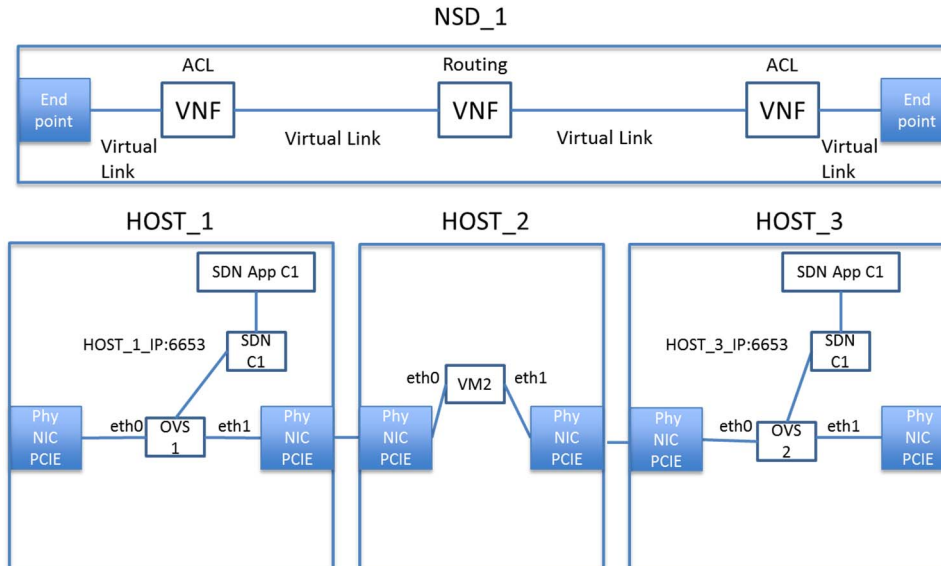 NSD_1
ACL
Routing
ACL
End
point
VNF
VNF
VNF
End
point
Virtual
Link
Virtual Link
Virtual Link
Virtual
Link
HOST_1
HOST_2
HOST_3
SDN App C1
SDN App C1
HOST_1_IP:6653
SDN
C1
HOST_3_IP:6653
SDN
C1
eth0
VM2
eth1
Phy
NIC
PCIE
eth0
OVS
1
eth1
Phy
NIC
PCIE
Phy
NIC
PCIE
Phy
NIC
PCIE
Phy
NIC
PCIE
eth0
OVS
2
eth1
Phy
NIC
PCIE